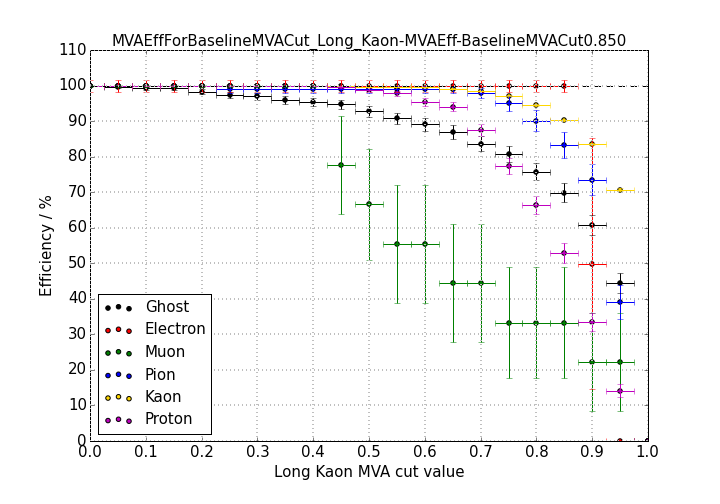 MVAEffForBaselineMVACut_Long_Kaon-MVAEff-BaselineMVACut0.850
110
100
90
80
70
60
50
40
30
20
10
0
Efficiency / %
Ghost
Electron
Muon
Pion
Kaon
Proton
0.0 0.1 0.2 0.3 0.4 0.5 0.6 0.7 0.8 0.9 1.0
Long Kaon MVA cut value